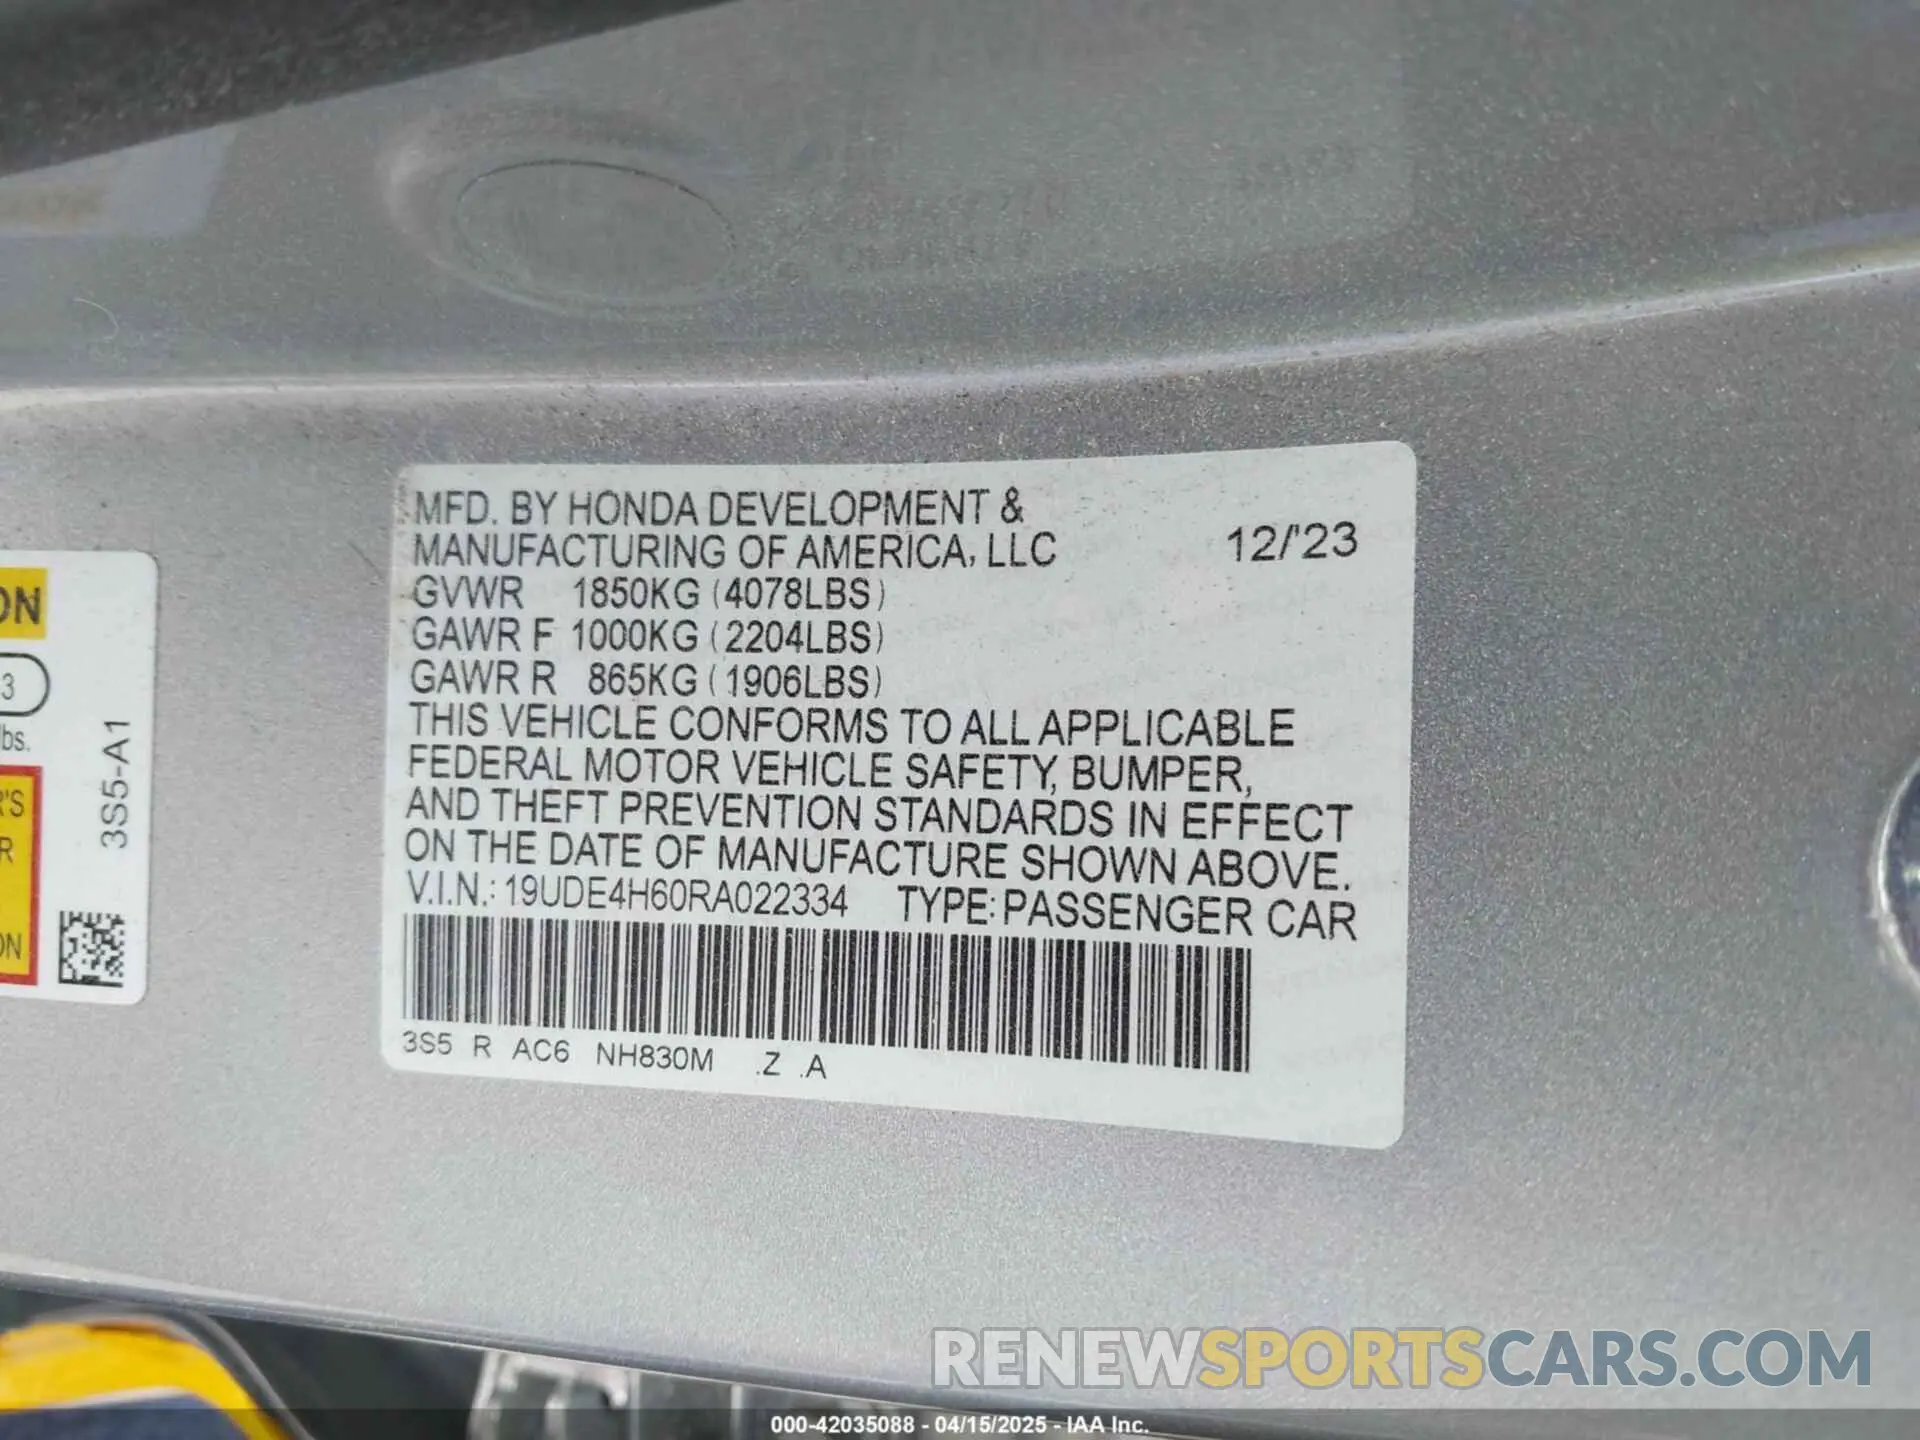 MFD. BY HONDA DEVELOPMENT &
MANUFACTURING OF AMERICA, LLC 12/'23
GVWR 1850KG (4078LBS)
GAWR F 1000KG (2204LBS)
GAWR R 865KG (1906LBS)
THIS VEHICLE CONFORMS TO ALL APPLICABLE
FEDERAL MOTOR VEHICLE SAFETY, BUMPER,
AND THEFT PREVENTION STANDARDS IN EFFECT
ON THE DATE OF MANUFACTURE SHOWN ABOVE.
V.I.N.: 19UDE4H60RA022334 TYPE: PASSENGER CAR
3S5 R AC6 NH830M .Z .A
ON
3
lbs.
R'S
R
ON
3S5-A1
RENEWSPORTSCARS.COM
000-42035088 - 04/15/2025 - IAA Inc.